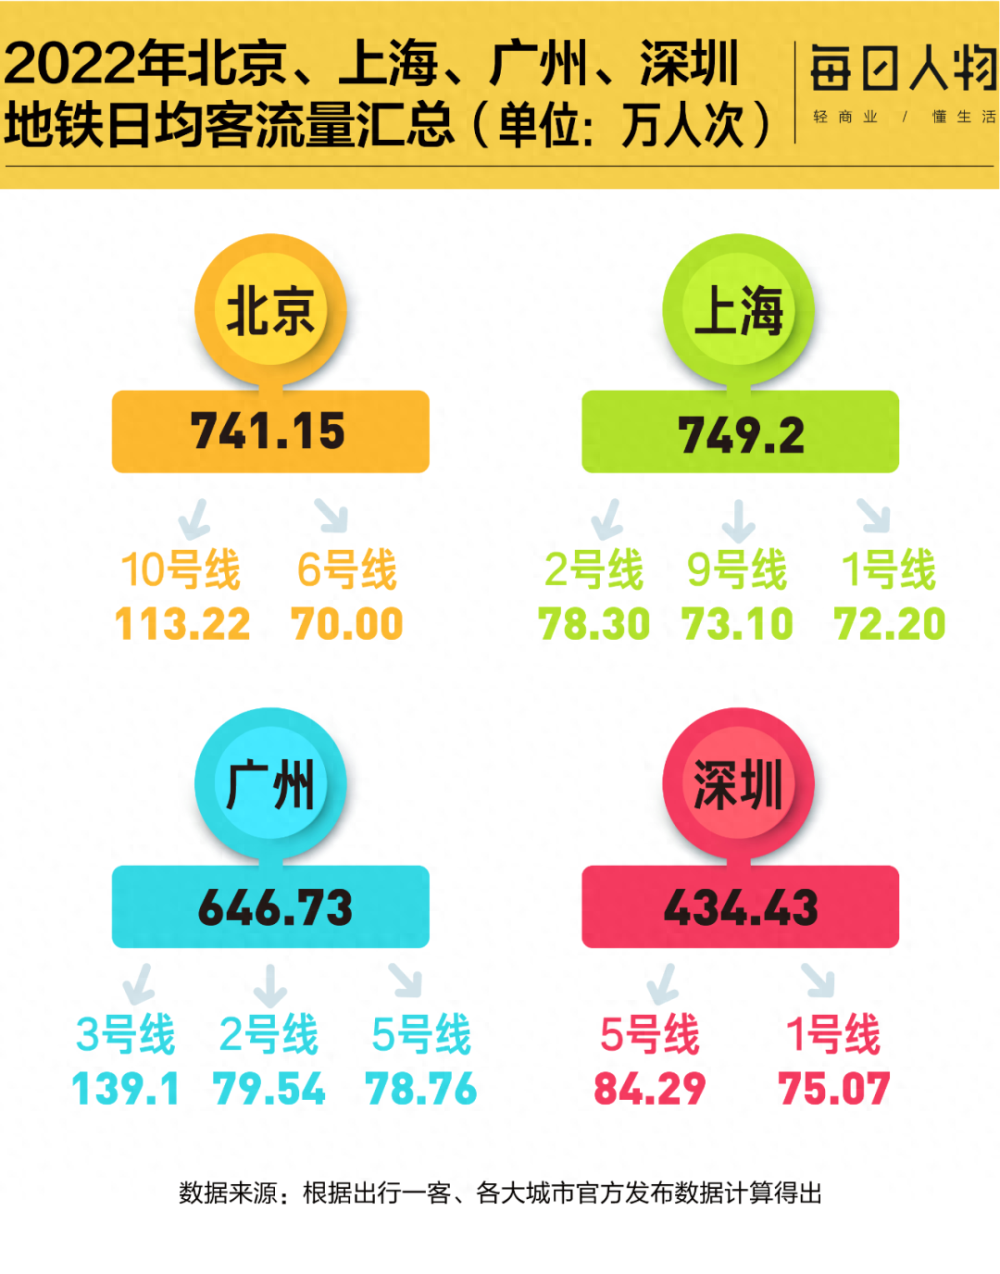 2022年北京、上海、广州、深圳
地铁日均客流量汇总（单位：万人次）
每日人物
轻商业 / 懂生活
北京
741.15
10号线 6号线
113.22 70.00
上海
749.2
2号线 9号线 1号线
78.30 73.10 72.20
广州
646.73
3号线 2号线 5号线
139.1 79.54 78.76
深圳
434.43
5号线 1号线
84.29 75.07
数据来源：根据出行一客、各大城市官方发布数据计算得出